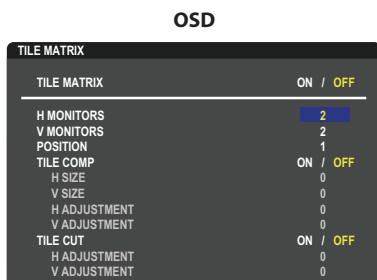 OSD
TILE MATRIX
TILE MATRIX ON / OFF
H MONITORS 2
V MONITORS 2
POSITION 1
TILE COMP ON / OFF
H SIZE 0
V SIZE 0
H ADJUSTMENT 0
V ADJUSTMENT 0
TILE CUT ON / OFF
H ADJUSTMENT 0
V ADJUSTMENT 0